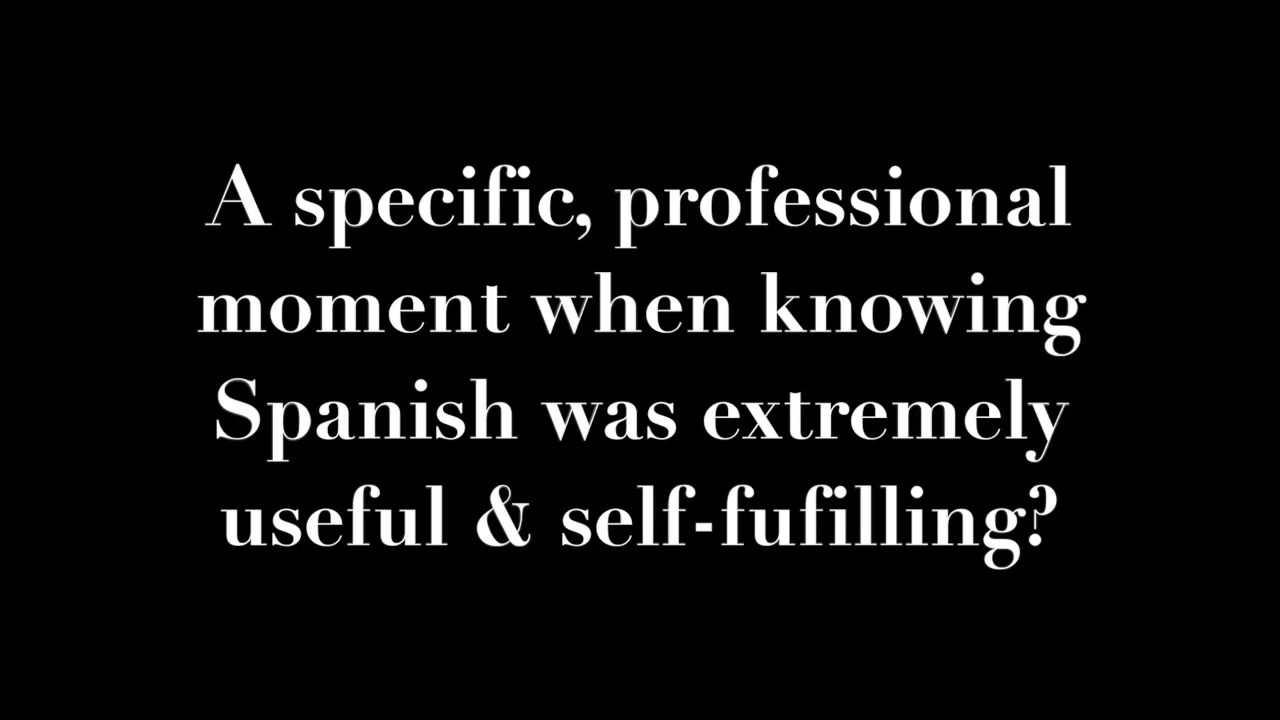 A specific, professional
moment when knowing
Spanish was extremely
useful & self-fufilling?